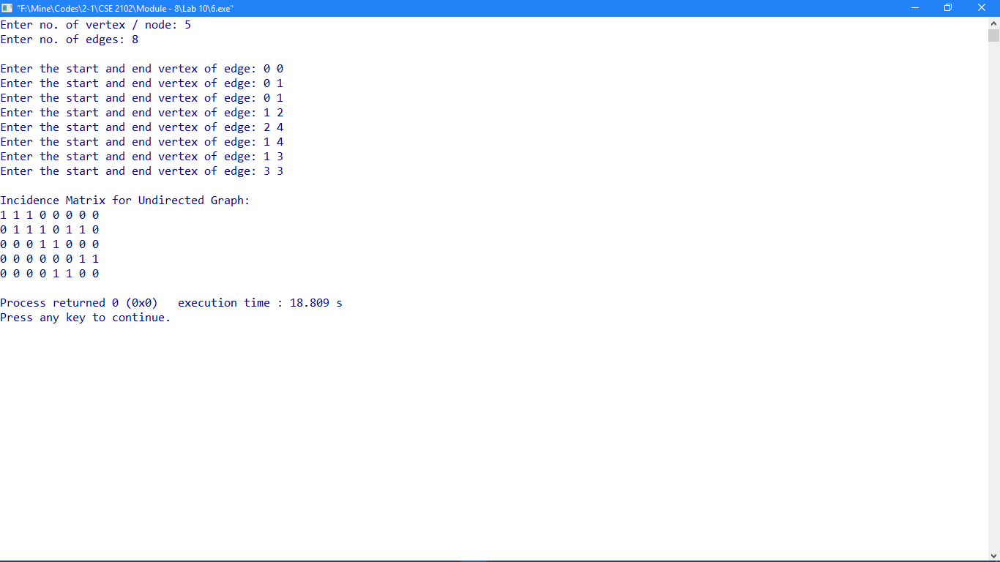 "F:\Mine\Codes\2-1\CSE 2102\Module - 8\Lab 10\6.exe"
Enter no. of vertex / node: 5
Enter no. of edges: 8
Enter the start and end vertex of edge: 0 0
Enter the start and end vertex of edge: 0 1
Enter the start and end vertex of edge: 0 1
Enter the start and end vertex of edge: 1 2
Enter the start and end vertex of edge: 2 4
Enter the start and end vertex of edge: 1 4
Enter the start and end vertex of edge: 1 3
Enter the start and end vertex of edge: 3 3
Incidence Matrix for Undirected Graph:
1 1 1 0 0 0 0 0
0 1 1 1 0 1 1 0
0 0 0 1 1 0 0 0
0 0 0 0 0 0 1 1
0 0 0 0 1 1 0 0
Process returned 0 (0x0)   execution time : 18.809 s
Press any key to continue.